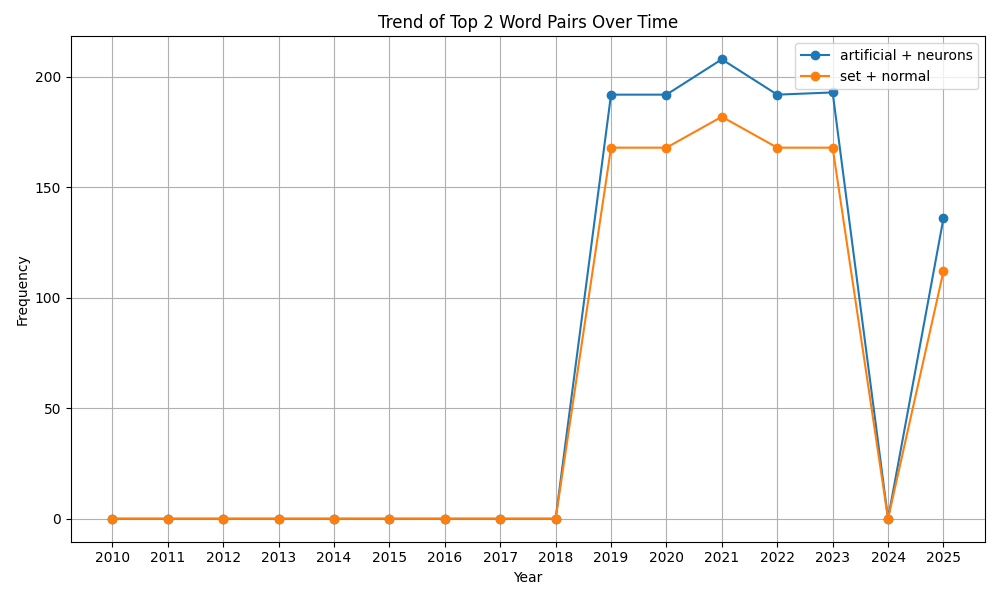 Trend of Top 2 Word Pairs Over Time
artificial + neurons
set + normal
Frequency
200
150
100
50
0
2010 2011 2012 2013 2014 2015 2016 2017 2018 2019 2020 2021 2022 2023 2024 2025
Year